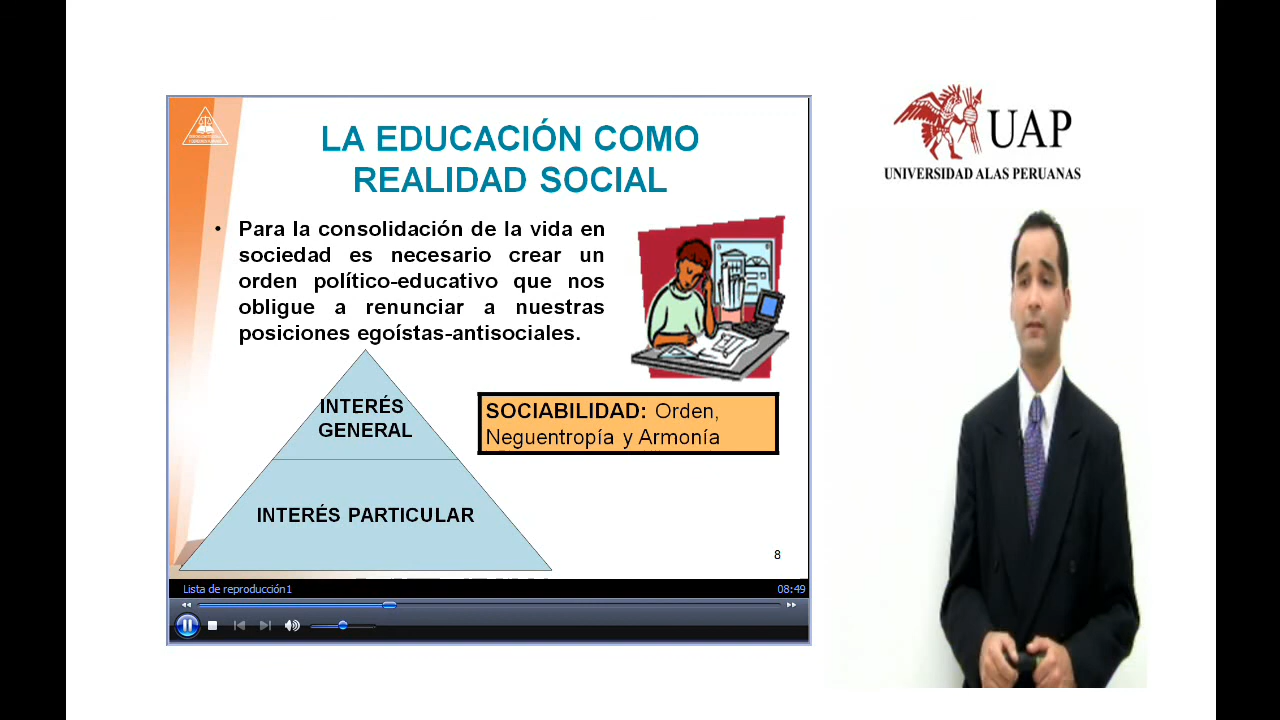 LA EDUCACIÓN COMO
REALIDAD SOCIAL
• Para la consolidación de la vida en
sociedad es necesario crear un
orden político-educativo que nos
obligue a renunciar a nuestras
posiciones egoístas-antisociales.
INTERÉS
GENERAL
INTERÉS PARTICULAR
SOCIABILIDAD: Orden,
Neguentropía y Armonía
8
Lista de reproducción1
08:49
UAP
UNIVERSIDAD ALAS PERUANAS